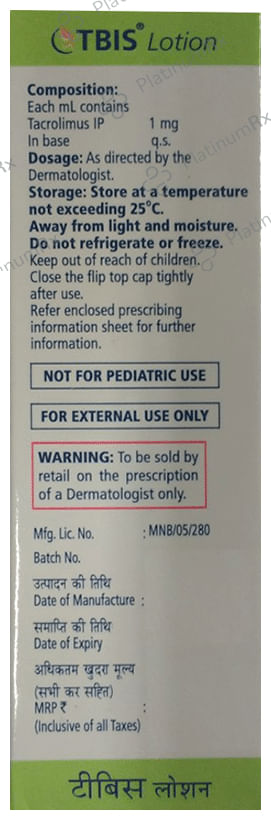 TBIS® Lotion
Composition:
Each mL contains
Tacrolimus IP 1 mg
In base q.s.
Dosage: As directed by the
Dermatologist.
Storage: Store at a temperature
not exceeding 25°C.
Away from light and moisture.
Do not refrigerate or freeze.
Keep out of reach of children.
Close the flip top cap tightly
after use.
Refer enclosed prescribing
information sheet for further
information.
NOT FOR PEDIATRIC USE
FOR EXTERNAL USE ONLY
WARNING: To be sold by
retail on the prescription
of a Dermatologist only.
Mfg. Lic. No. : MNB/05/280
Batch No.
उत्पादन की तिथि
Date of Manufacture :
समाप्ति की तिथि
Date of Expiry
अधिकतम खुदरा मूल्य
(सभी कर सहित)
MRP ₹ :
(Inclusive of all Taxes)
टीबिस लोशन